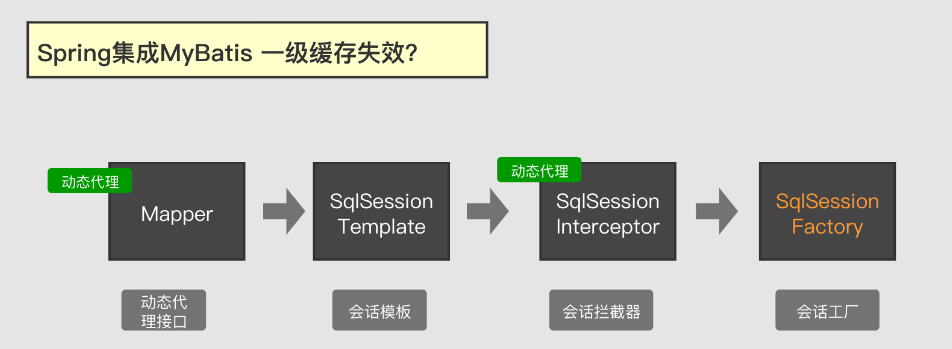 Spring集成MyBatis 一级缓存失效?
动态代理
动态代理
Mapper
SqlSession
Template
SqlSession
Interceptor
SqlSession
Factory
动态代
理接口
会话模板
会话拦截器
会话工厂